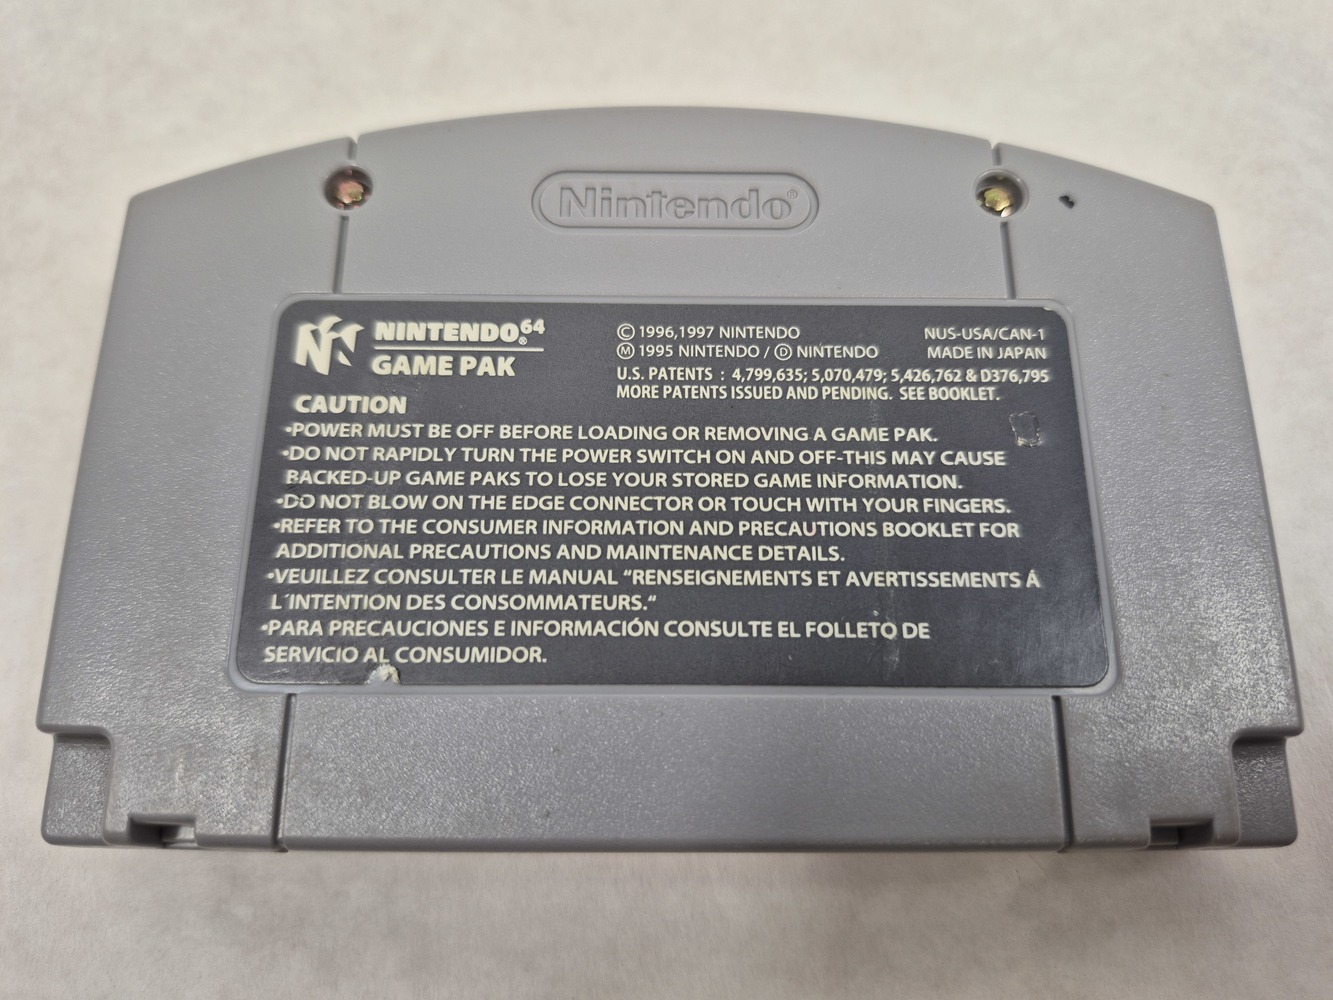 Nintendo®
NINTENDO®64
GAME PAK
© 1996,1997 NINTENDO
Ⓜ 1995 NINTENDO / Ⓓ NINTENDO
NUS-USA/CAN-1
MADE IN JAPAN
U.S. PATENTS : 4,799,635; 5,070,479; 5,426,762 & D376,795
MORE PATENTS ISSUED AND PENDING. SEE BOOKLET.
CAUTION
•POWER MUST BE OFF BEFORE LOADING OR REMOVING A GAME PAK.
•DO NOT RAPIDLY TURN THE POWER SWITCH ON AND OFF-THIS MAY CAUSE
BACKED-UP GAME PAKS TO LOSE YOUR STORED GAME INFORMATION.
•DO NOT BLOW ON THE EDGE CONNECTOR OR TOUCH WITH YOUR FINGERS.
•REFER TO THE CONSUMER INFORMATION AND PRECAUTIONS BOOKLET FOR
ADDITIONAL PRECAUTIONS AND MAINTENANCE DETAILS.
•VEUILLEZ CONSULTER LE MANUAL "RENSEIGNEMENTS ET AVERTISSEMENTS Á
L´INTENTION DES CONSOMMATEURS."
•PARA PRECAUCIONES E INFORMACIÓN CONSULTE EL FOLLETO DE
SERVICIO AL CONSUMIDOR.